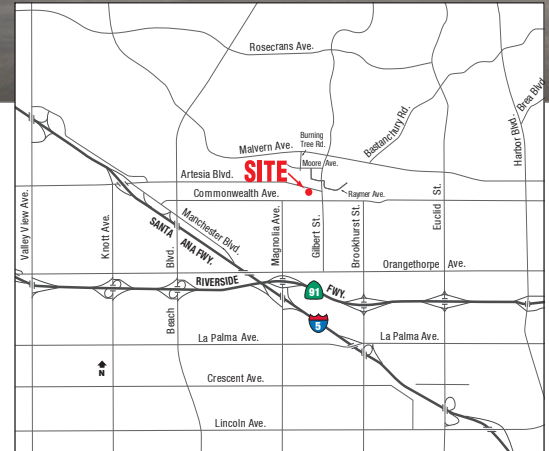 Rosecrans Ave.
Brea Blvd.
Harbor Blvd.
Bastanchury Rd.
Burning
Tree Rd.
Malvern Ave.
Moore Ave.
Artesia Blvd.
SITE
Commonwealth Ave.
Raymer Ave.
Valley View Ave.
Knott Ave.
Beach Blvd.
Manchester Blvd.
SANTA ANA FWY.
Magnolia Ave.
Gilbert St.
Brookhurst St.
Euclid St.
Orangethorpe Ave.
RIVERSIDE FWY.
91
5
La Palma Ave.
La Palma Ave.
N
Crescent Ave.
Lincoln Ave.